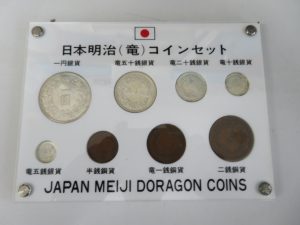 日本明治(竜)コインセット
一円銀貨 竜五十銭銀貨 竜二十銭銀貨 竜十銭銀貨
竜五銭銀貨 半銭銅貨 竜一銭銅貨 二銭銅貨
JAPAN MEIJI DORAGON COINS